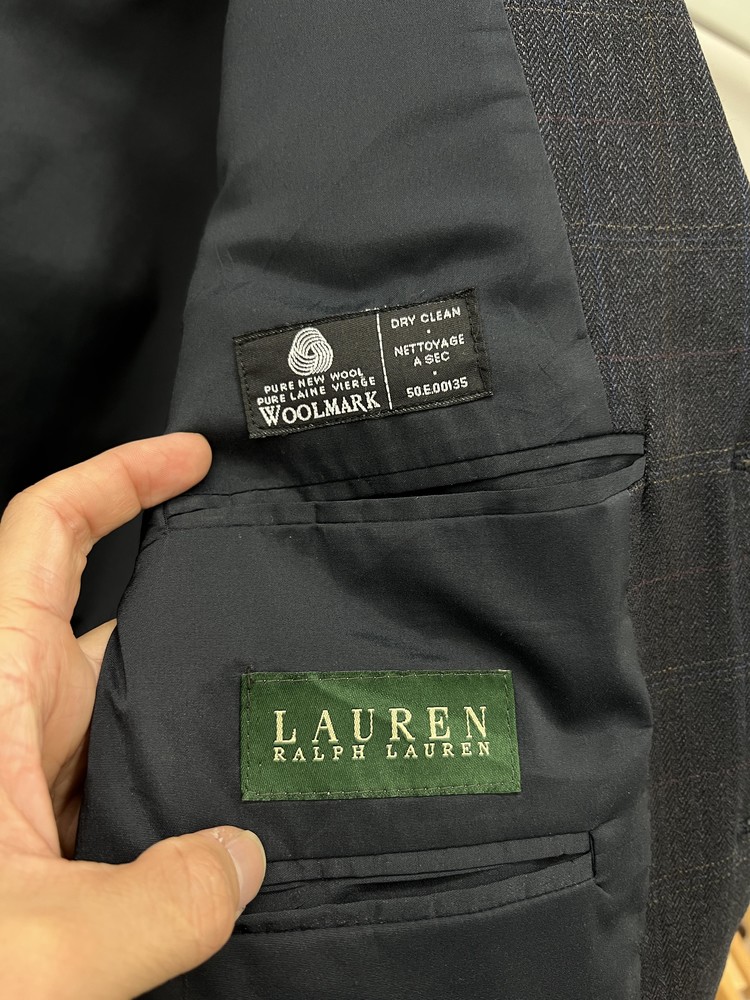 PURE NEW WOOL
PURE LAINE VIERGE
WOOLMARK
DRY CLEAN
NETTOYAGE
À SEC
50.E.00135
LAUREN
RALPH LAUREN